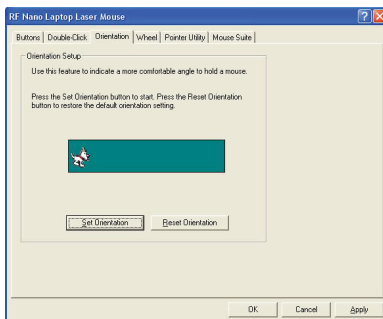 RF Nano Laptop Laser Mouse
Buttons Double-Click Orientation Wheel Pointer Utility Mouse Suite
Orientation Setup
Use this feature to indicate a more comfortable angle to hold a mouse.
Press the Set Orientation button to start. Press the Reset Orientation
button to restore the default orientation setting.
Set Orientation Reset Orientation
OK Cancel Apply